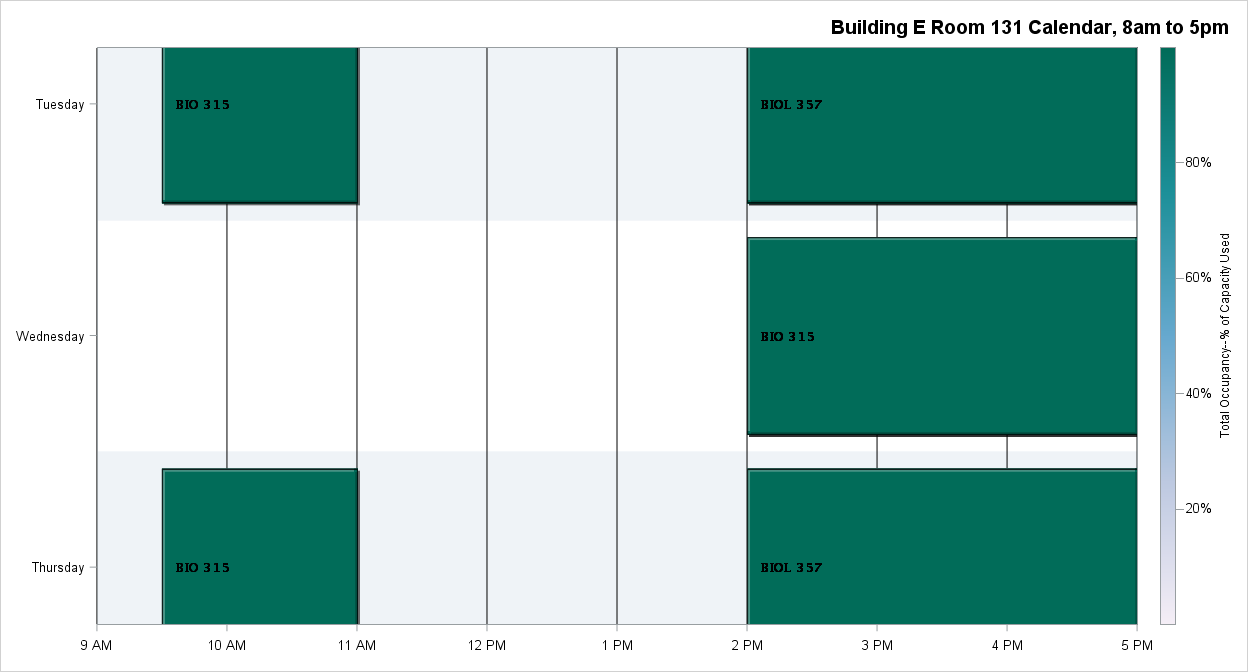 Building E Room 131 Calendar, 8am to 5pm
Tuesday
BIO 315
BIOL 357
Wednesday
BIO 315
Thursday
BIO 315
BIOL 357
9 AM
10 AM
11 AM
12 PM
1 PM
2 PM
3 PM
4 PM
5 PM
80%
60%
40%
20%
Total Occupancy--% of Capacity Used